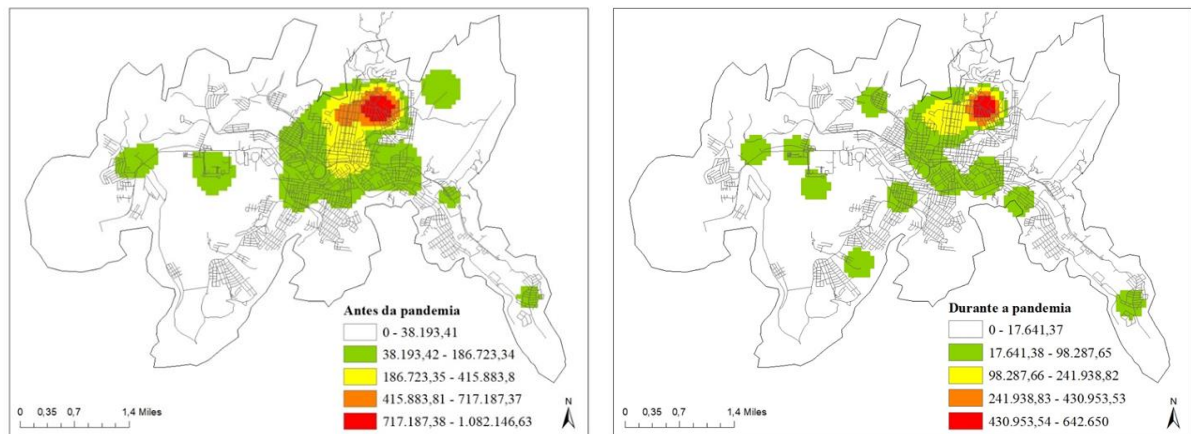 Antes da pandemia
0 - 38.193,41
38.193,42 - 186.723,34
186.723,35 - 415.883,8
415.883,81 - 717.187,37
717.187,38 - 1.082.146,63
0 0,35 0,7 1,4 Miles
N
Durante a pandemia
0 - 17.641,37
17.641,38 - 98.287,65
98.287,66 - 241.938,82
241.938,83 - 430.953,53
430.953,54 - 642.650
0 0,35 0,7 1,4 Miles
N